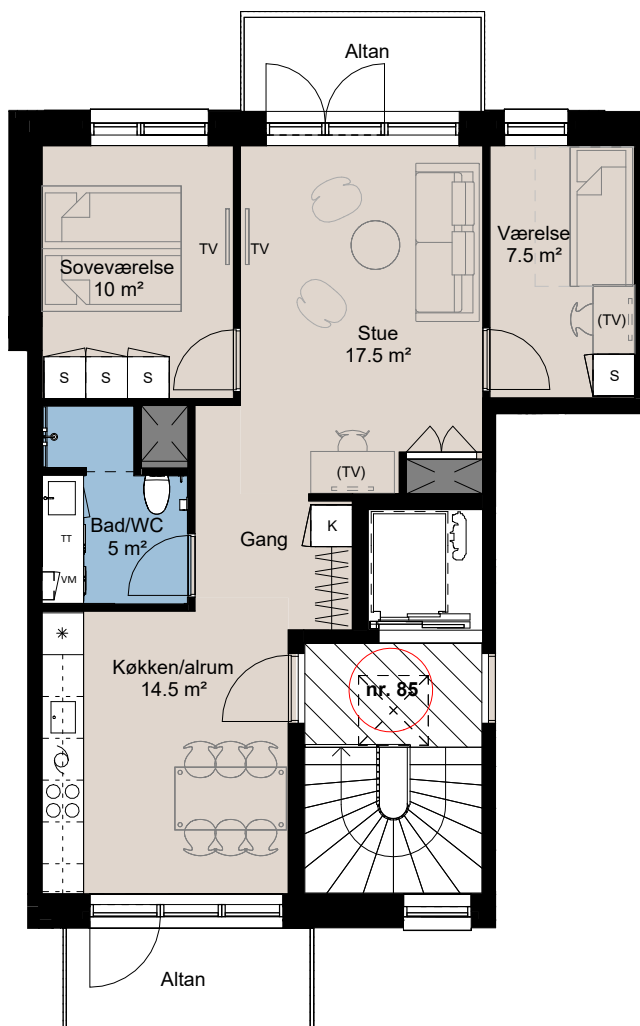 Altan
Værelse
7.5 m²
TV
TV
Soveværelse
10 m²
(TV)
Stue
17.5 m²
S
S
S
S
(TV)
K
Gang
Bad/WC
5 m²
TT
VM
Køkken/alrum
14.5 m²
nr. 85
Altan